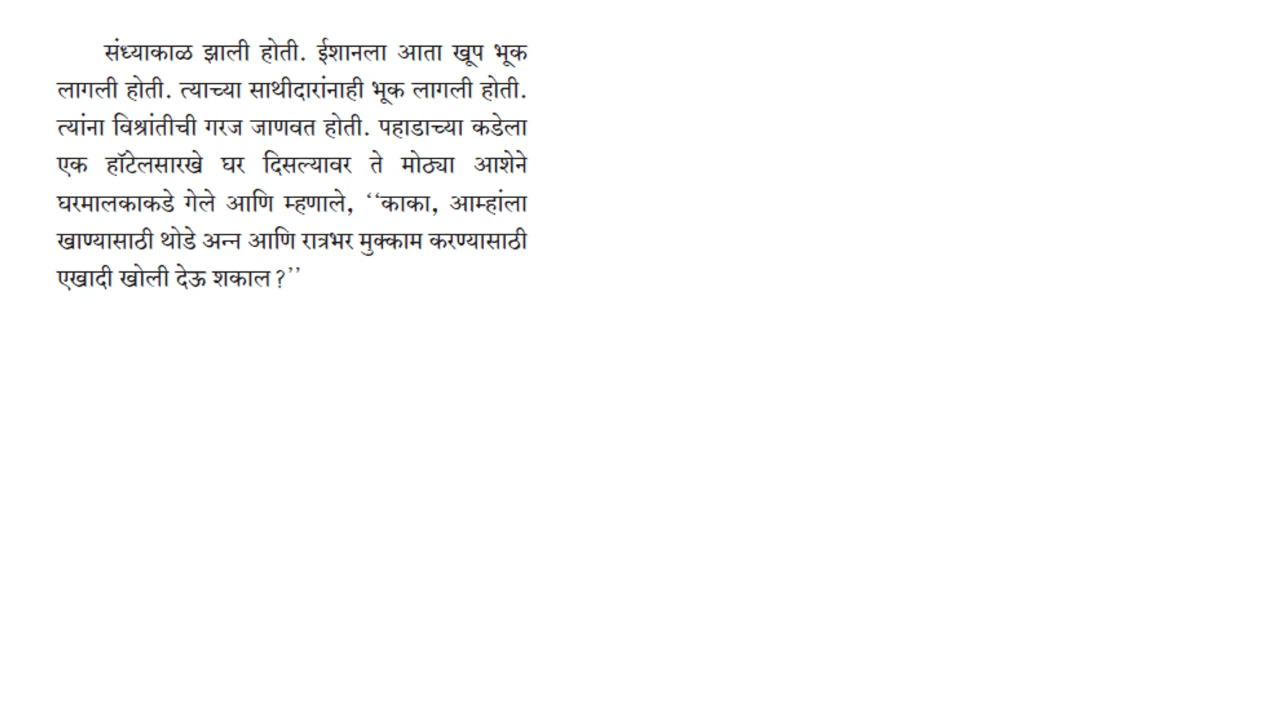 संध्याकाळ झाली होती. ईशानला आता खूप भूक
लागली होती. त्याच्या साथीदारांनाही भूक लागली होती.
त्यांना विश्रांतीची गरज जाणवत होती. पहाडाच्या कडेला
एक हॉटेलसारखे घर दिसल्यावर ते मोठ्या आशेने
घरमालकाकडे गेले आणि म्हणाले, ‘‘काका, आम्हांला
खाण्यासाठी थोडे अन्न आणि रात्रभर मुक्काम करण्यासाठी
एखादी खोली देऊ शकाल?’’